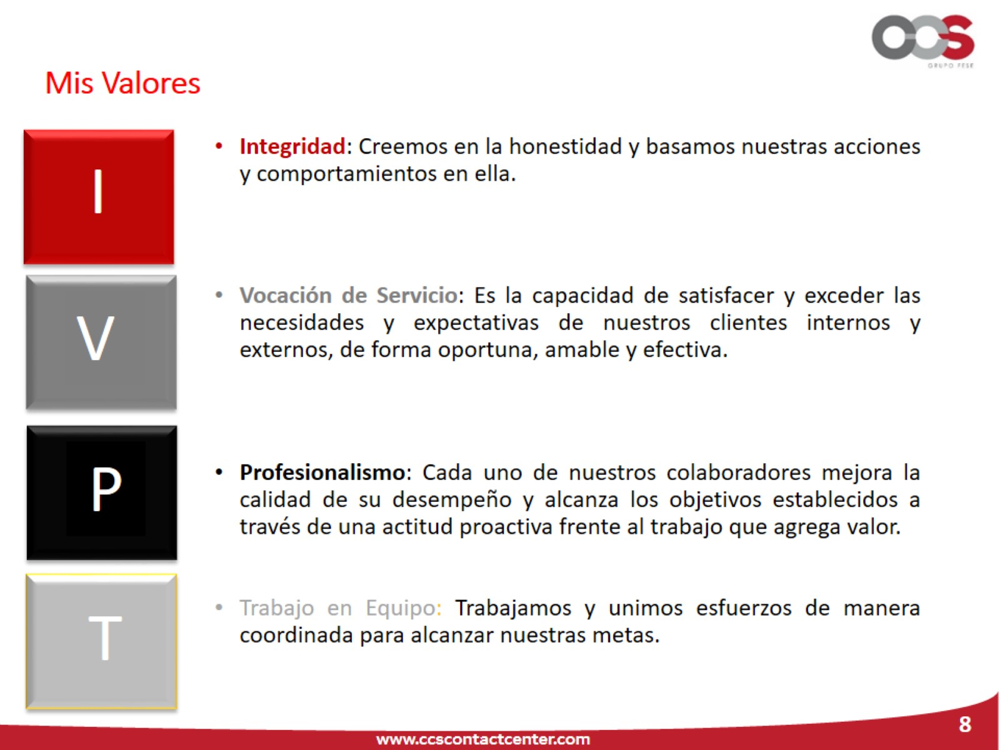 CCS
GRUPO FESE
Mis Valores
I
• Integridad: Creemos en la honestidad y basamos nuestras acciones
y comportamientos en ella.
V
• Vocación de Servicio: Es la capacidad de satisfacer y exceder las
necesidades y expectativas de nuestros clientes internos y
externos, de forma oportuna, amable y efectiva.
P
• Profesionalismo: Cada uno de nuestros colaboradores mejora la
calidad de su desempeño y alcanza los objetivos establecidos a
través de una actitud proactiva frente al trabajo que agrega valor.
T
• Trabajo en Equipo: Trabajamos y unimos esfuerzos de manera
coordinada para alcanzar nuestras metas.
8
www.ccscontactcenter.com